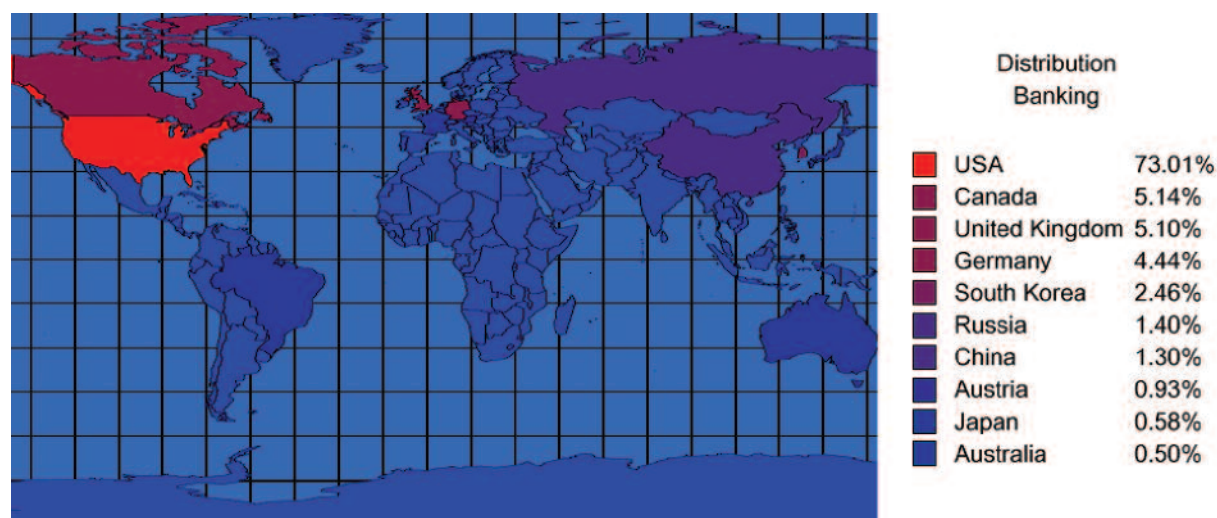 Distribution
Banking
USA 73.01%
Canada 5.14%
United Kingdom 5.10%
Germany 4.44%
South Korea 2.46%
Russia 1.40%
China 1.30%
Austria 0.93%
Japan 0.58%
Australia 0.50%